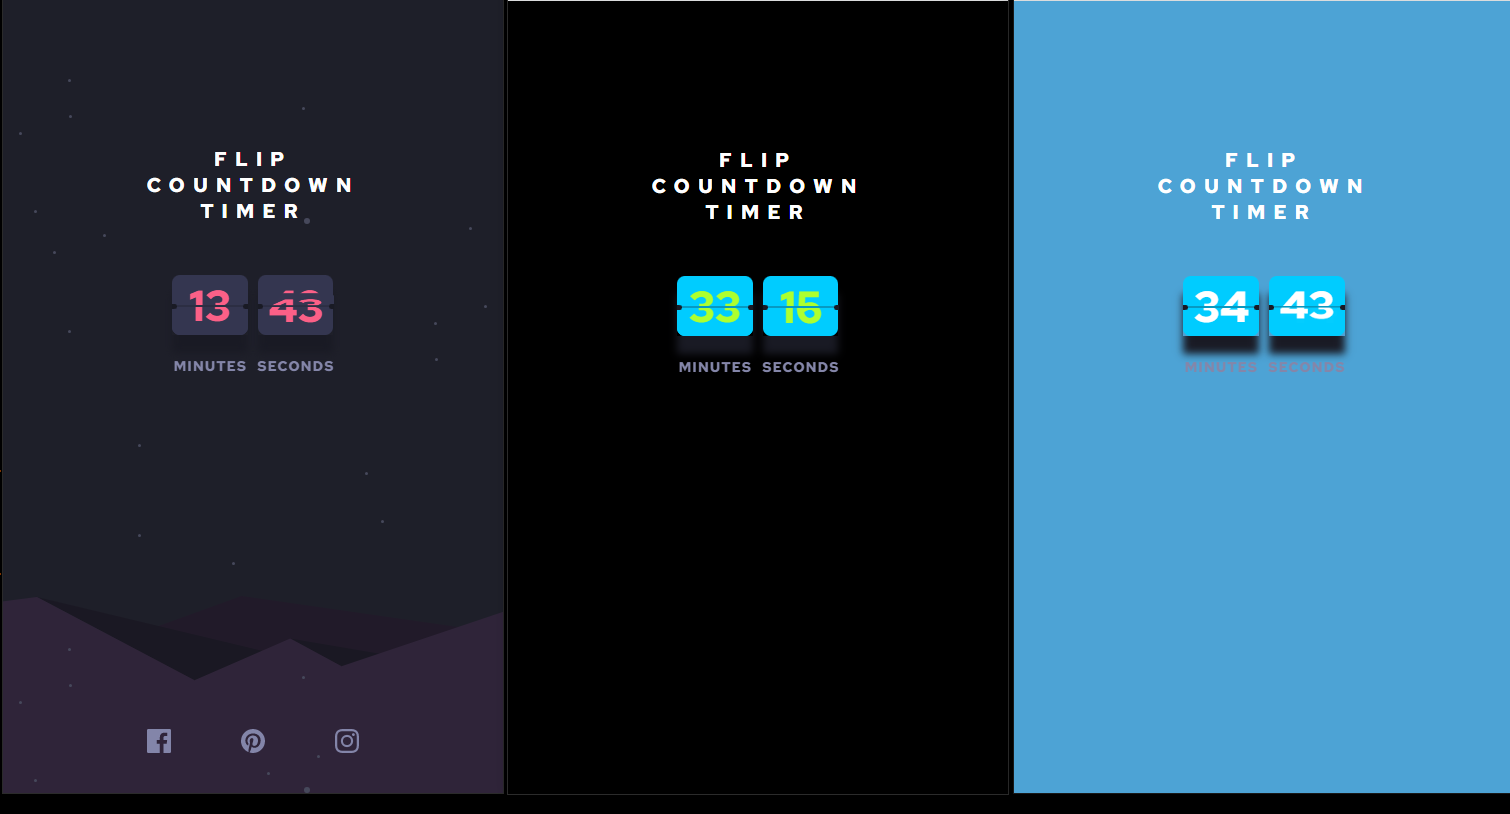 FLIP
COUNTDOWN
TIMER
13 43
MINUTES SECONDS
FLIP
COUNTDOWN
TIMER
33 15
MINUTES SECONDS
FLIP
COUNTDOWN
TIMER
34 43
MINUTES SECONDS